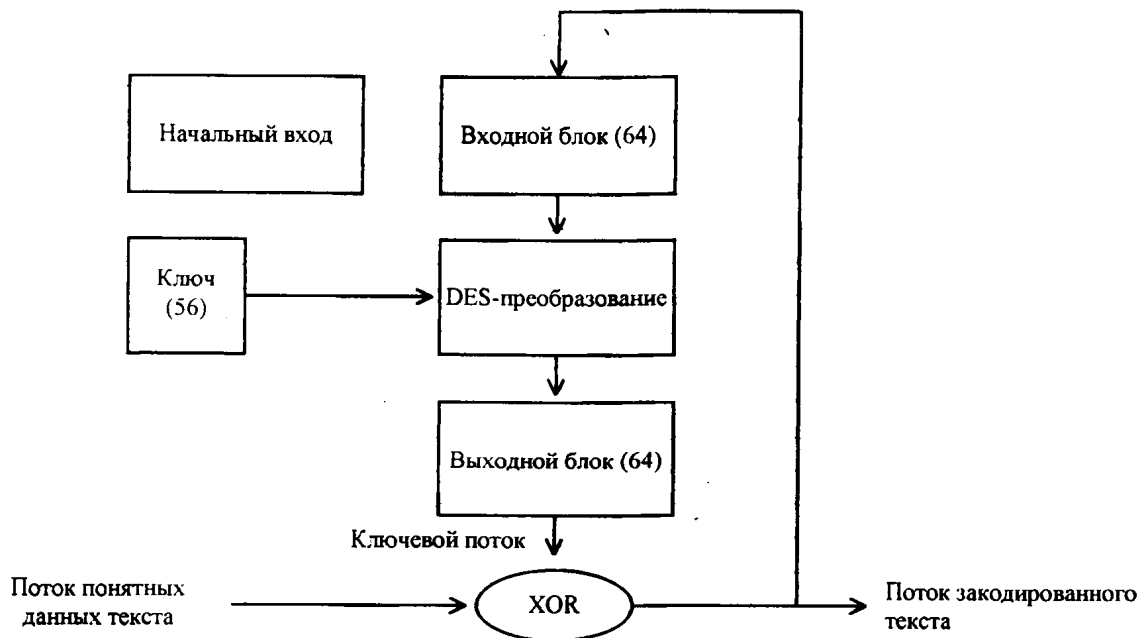 Начальный вход
Входной блок (64)
Ключ
(56)
DES-преобразование
Выходной блок (64)
Ключевой поток
Поток понятных
данных текста
XOR
Поток закодированного
текста